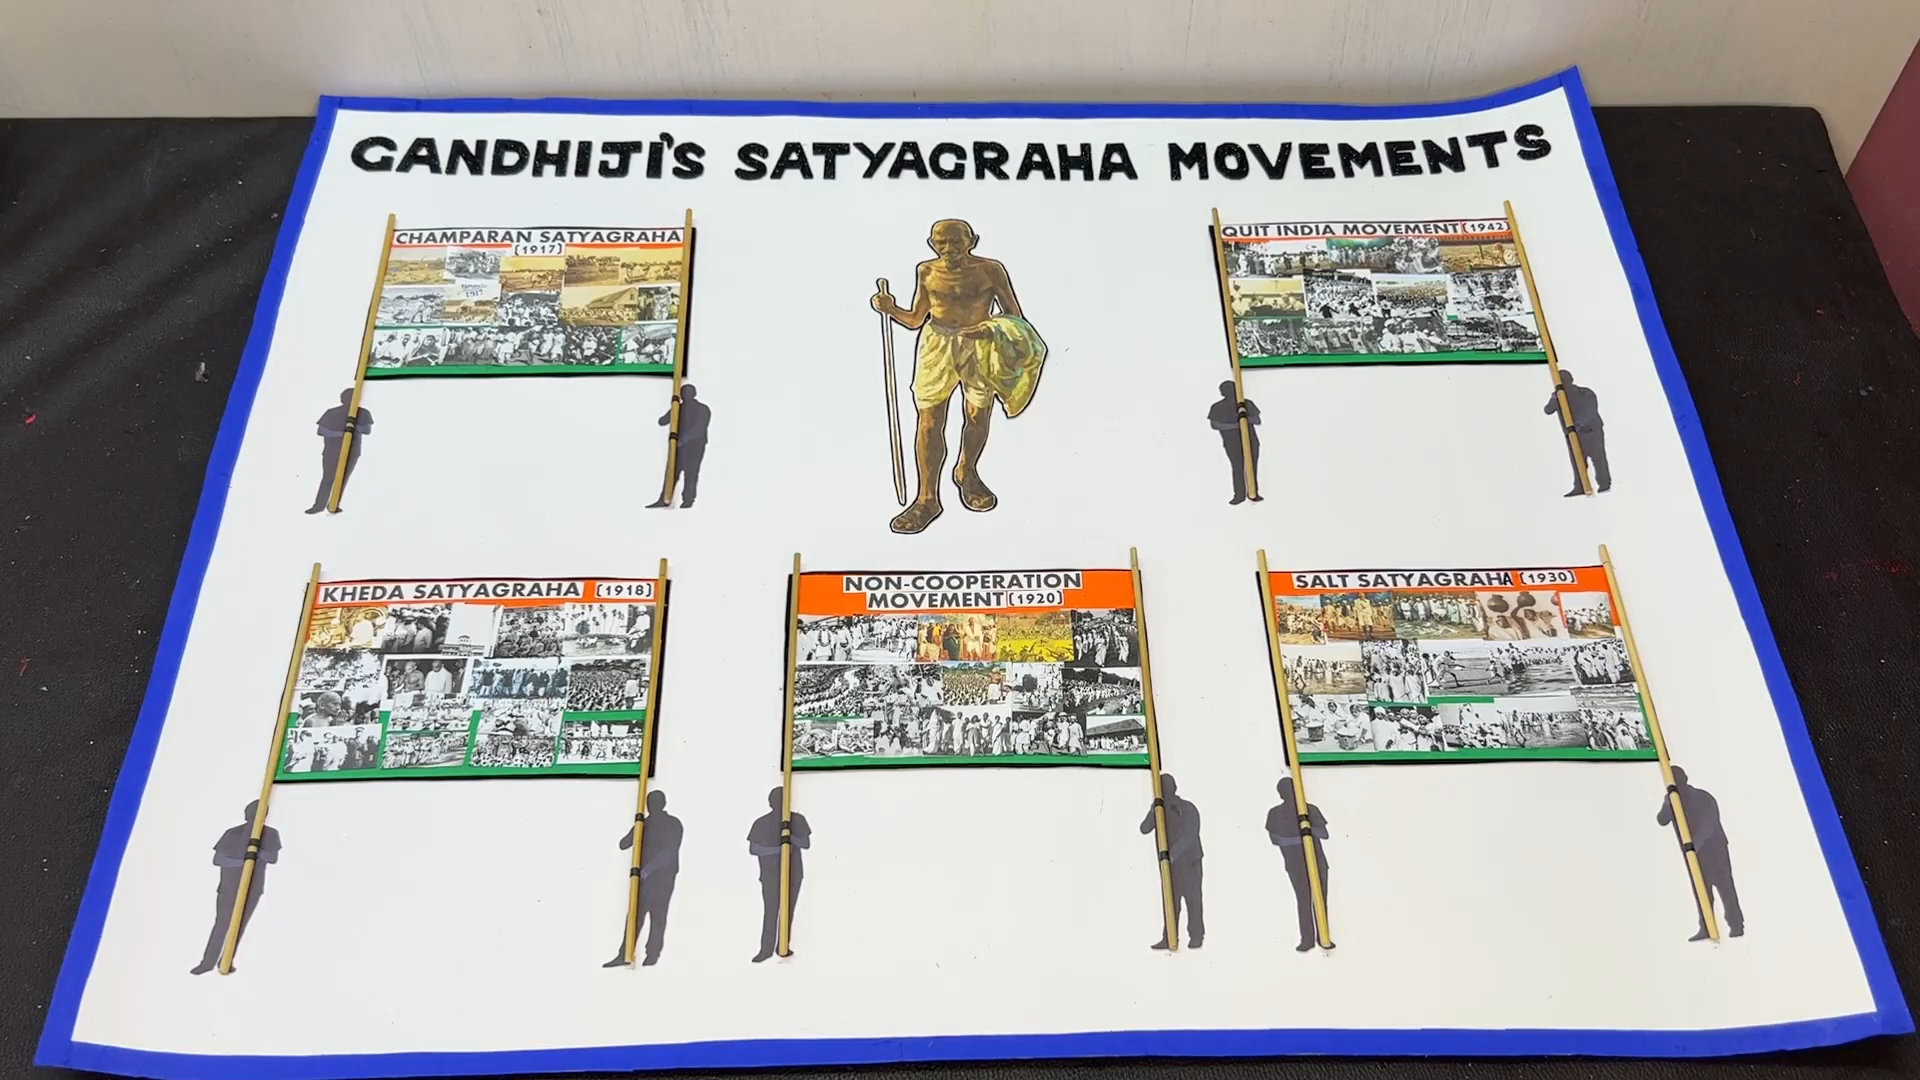 GANDHIJI'S SATYAGRAHA MOVEMENTS
CHAMPARAN SATYAGRAHA
[1917]
1917
QUIT INDIA MOVEMENT [1942]
KHEDA SATYAGRAHA [1918]
NON-COOPERATION
MOVEMENT [1920]
SALT SATYAGRAHA [1930]